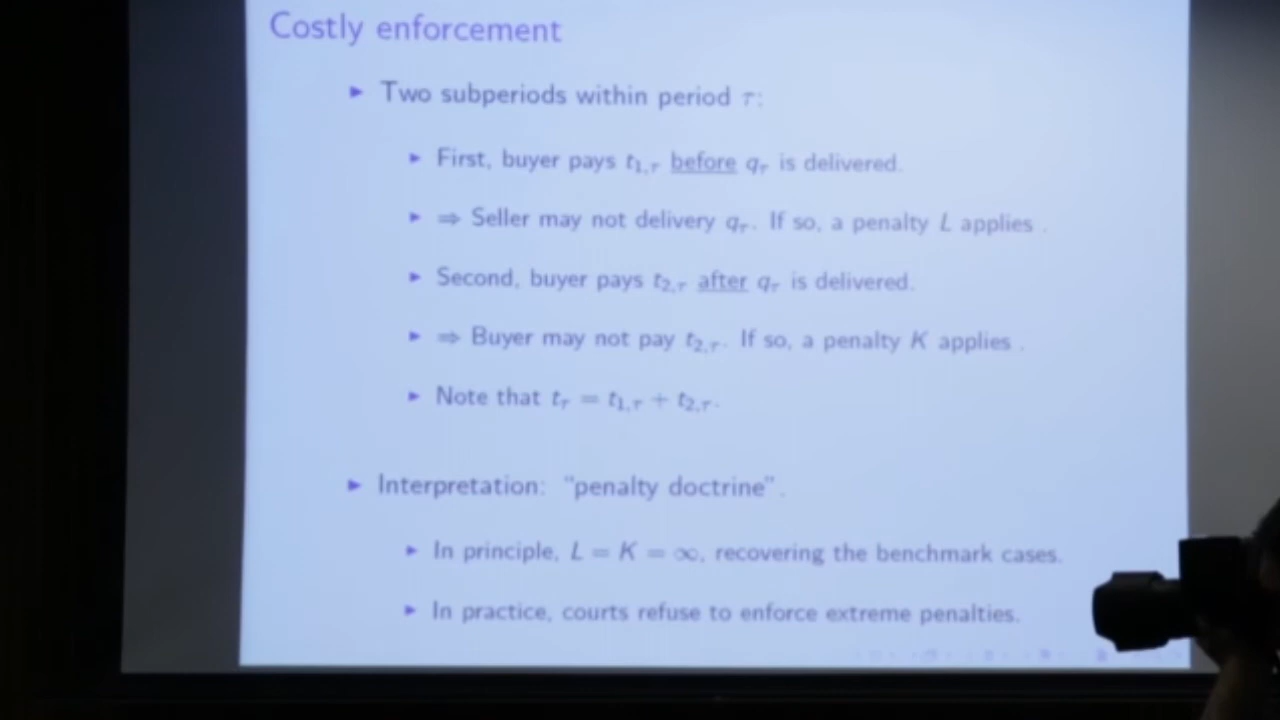 Costly enforcement
▶ Two subperiods within period τ:
▶ First, buyer pays t₁,τ before qτ is delivered.
▶ ⇒ Seller may not delivery qτ. If so, a penalty L applies .
▶ Second, buyer pays t₂,τ after qτ is delivered.
▶ ⇒ Buyer may not pay t₂,τ. If so, a penalty K applies .
▶ Note that tτ = t₁,τ + t₂,τ.
▶ Interpretation: “penalty doctrine”.
▶ In principle, L = K = ∞, recovering the benchmark cases.
▶ In practice, courts refuse to enforce extreme penalties.